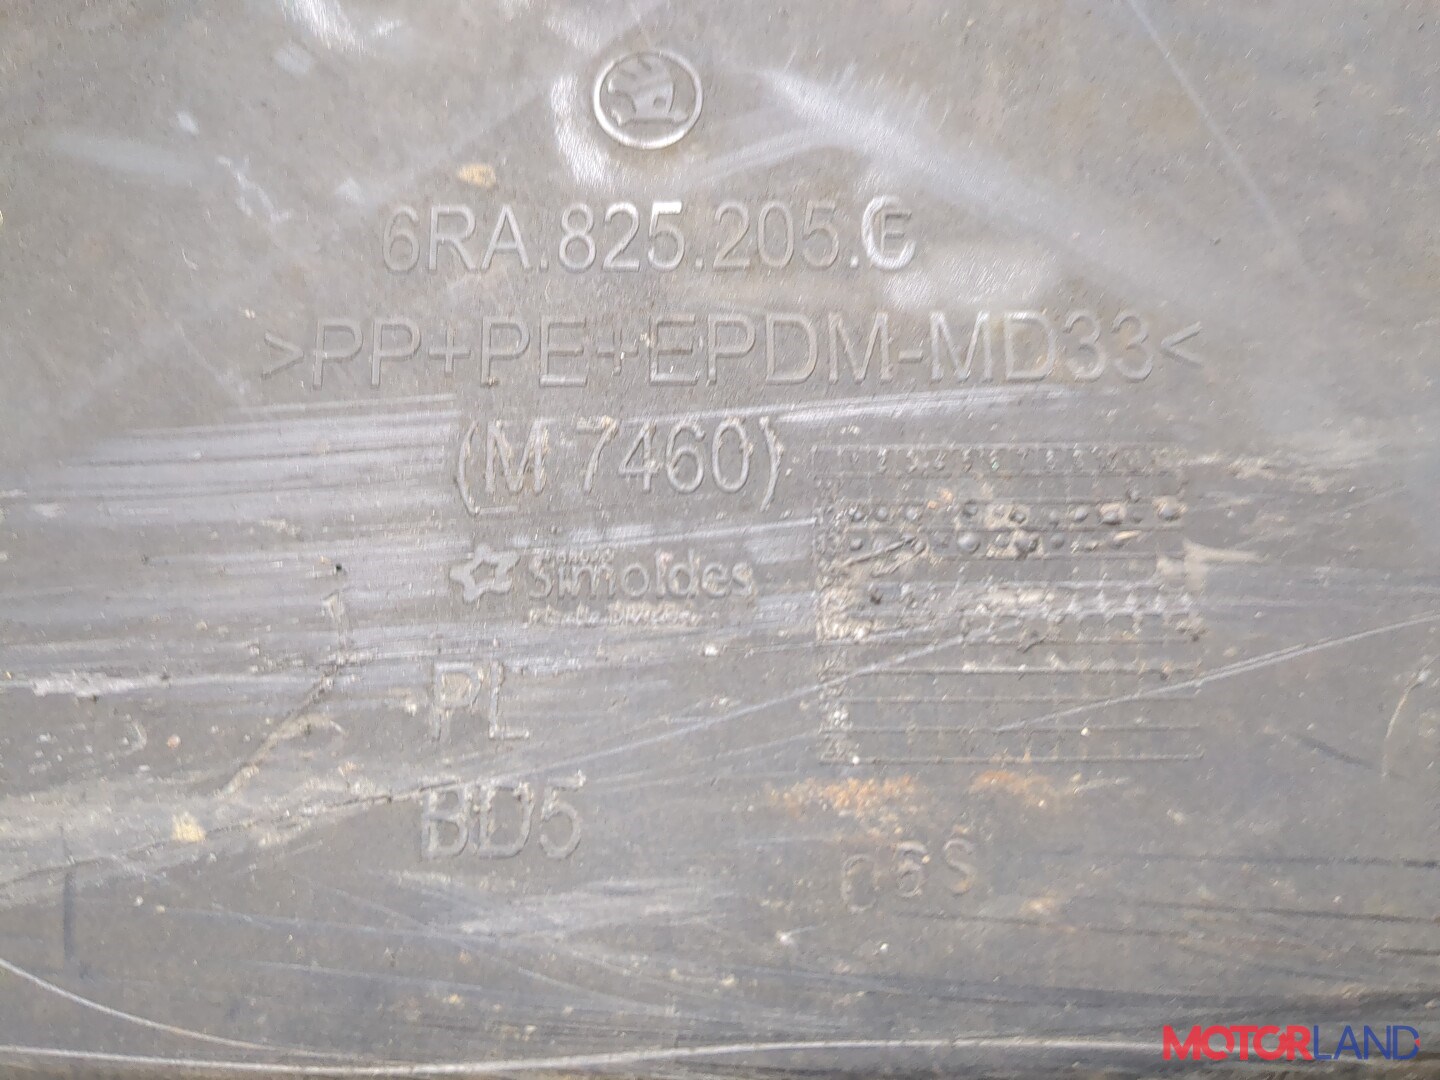 6RA.825.205.E
>PP+PE+EPDM-MD33<
(M 7460)
Simoldes
PL
BD5
MOTORLAND